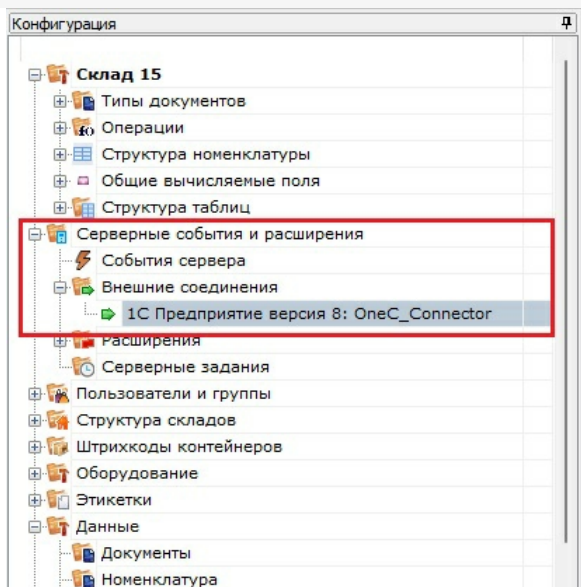 Конфигурация
Склад 15
Типы документов
Операции
Структура номенклатуры
Общие вычисляемые поля
Структура таблиц
Серверные события и расширения
События сервера
Внешние соединения
1С Предприятие версия 8: OneC_Connector
Расширения
Серверные задания
Пользователи и группы
Структура складов
Штрихкоды контейнеров
Оборудование
Этикетки
Данные
Документы
Номенклатура